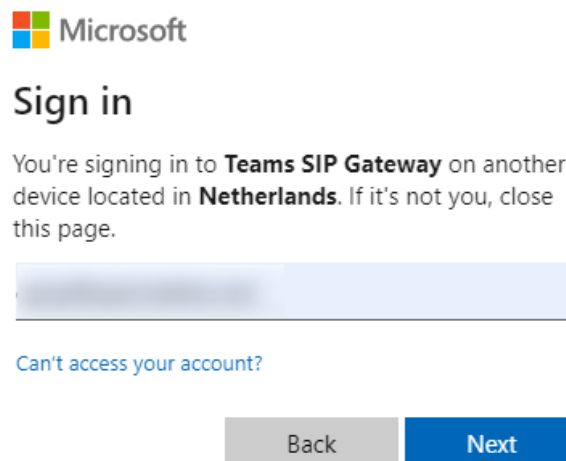 Microsoft
Sign in
You're signing in to Teams SIP Gateway on another
device located in Netherlands. If it's not you, close
this page.
Can't access your account?
Back
Next